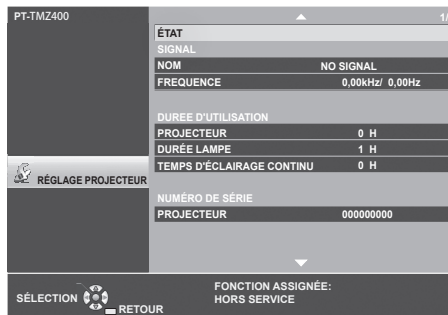 PT-TMZ400
1/
ÉTAT
SIGNAL
NOM NO SIGNAL
FREQUENCE 0,00kHz/ 0,00Hz
DUREE D'UTILISATION
PROJECTEUR 0 H
DURÉE LAMPE 1 H
TEMPS D'ÉCLAIRAGE CONTINU 0 H
RÉGLAGE PROJECTEUR
NUMÉRO DE SÉRIE
PROJECTEUR 000000000
SÉLECTION
RETOUR
FONCTION ASSIGNÉE:
HORS SERVICE